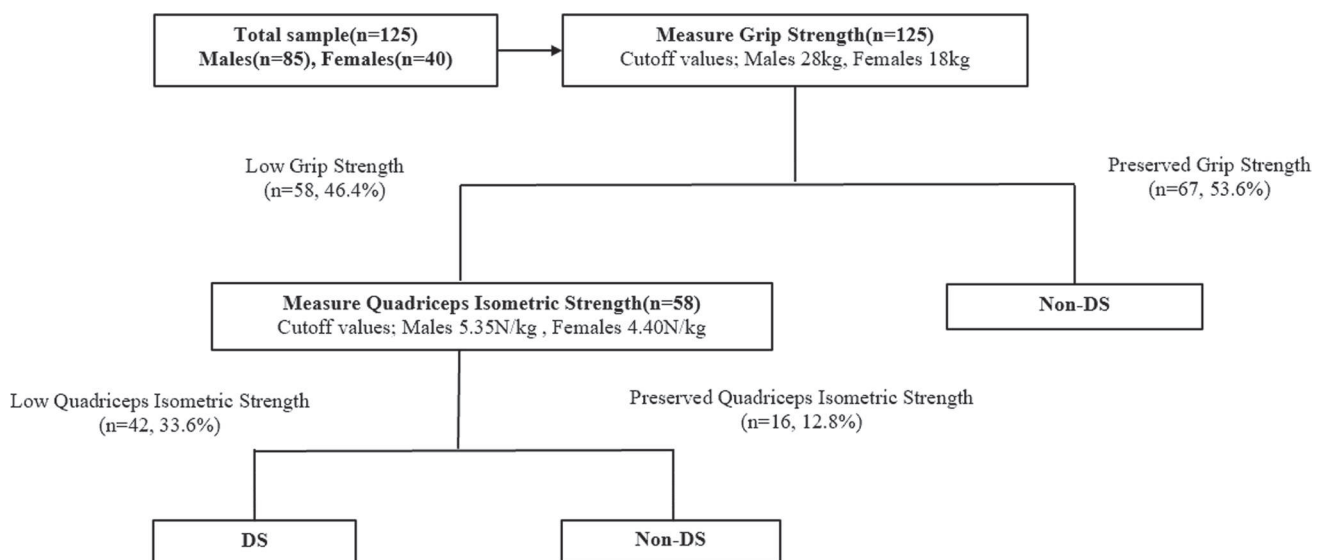 Total sample(n=125)
Males(n=85), Females(n=40)
Measure Grip Strength(n=125)
Cutoff values; Males 28kg, Females 18kg
Low Grip Strength
(n=58, 46.4%)
Preserved Grip Strength
(n=67, 53.6%)
Measure Quadriceps Isometric Strength(n=58)
Cutoff values; Males 5.35N/kg , Females 4.40N/kg
Non-DS
Low Quadriceps Isometric Strength
(n=42, 33.6%)
Preserved Quadriceps Isometric Strength
(n=16, 12.8%)
DS
Non-DS